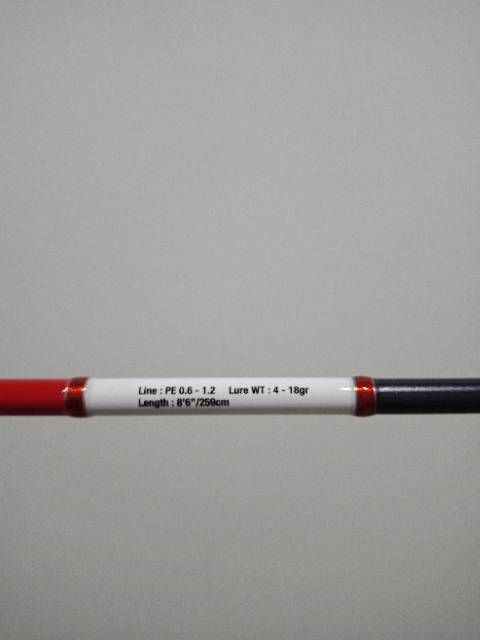 Line : PE 0.6 - 1.2 Lure WT : 4 - 18gr
Length : 8'6"/259cm